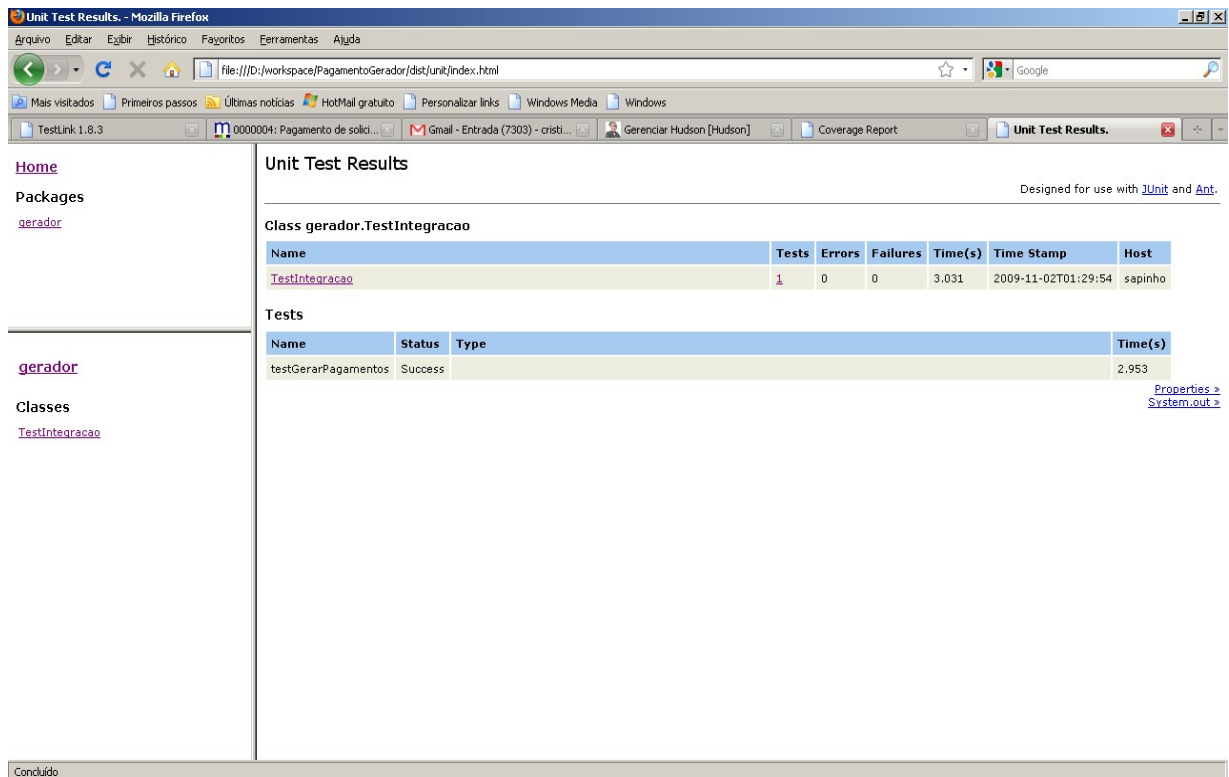 Unit Test Results. - Mozilla Firefox
Arquivo Editar Exibir Histórico Favoritos Ferramentas Ajuda
file:///D:/workspace/PagamentoGerador/dist/unit/index.html Google
Mais visitados Primeiros passos Últimas notícias HotMail gratuito Personalizar links Windows Media Windows
TestLink 1.8.3 0000004: Pagamento de solici... Gmail - Entrada (7303) - cristi... Gerenciar Hudson [Hudson] Coverage Report Unit Test Results.
Home
Packages
gerador
gerador
Classes
TestIntegracao
Unit Test Results
Designed for use with JUnit and Ant.
Class gerador.TestIntegracao
Name Tests Errors Failures Time(s) Time Stamp Host
TestIntegracao 1 0 0 3.031 2009-11-02T01:29:54 sapinho
Tests
Name Status Type Time(s)
testGerarPagamentos Success 2.953
Properties »
System.out »
Concluído